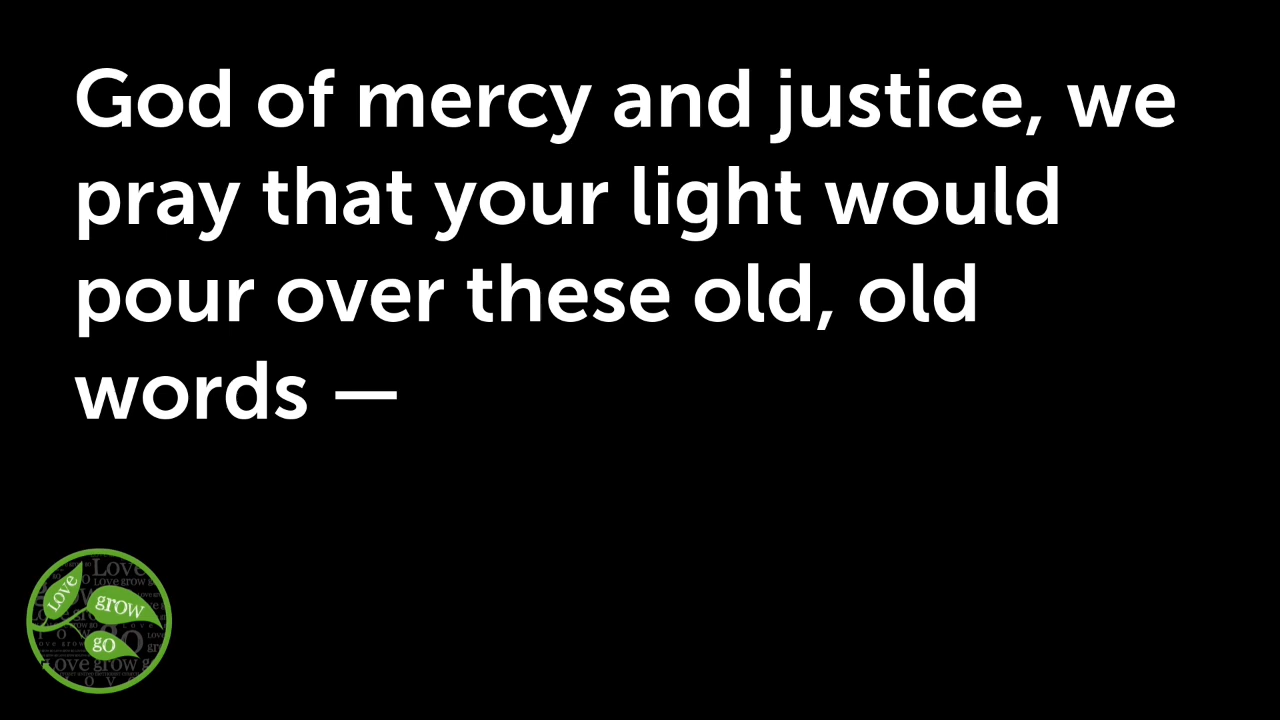 God of mercy and justice, we
pray that your light would
pour over these old, old
words —
Love
grow
go